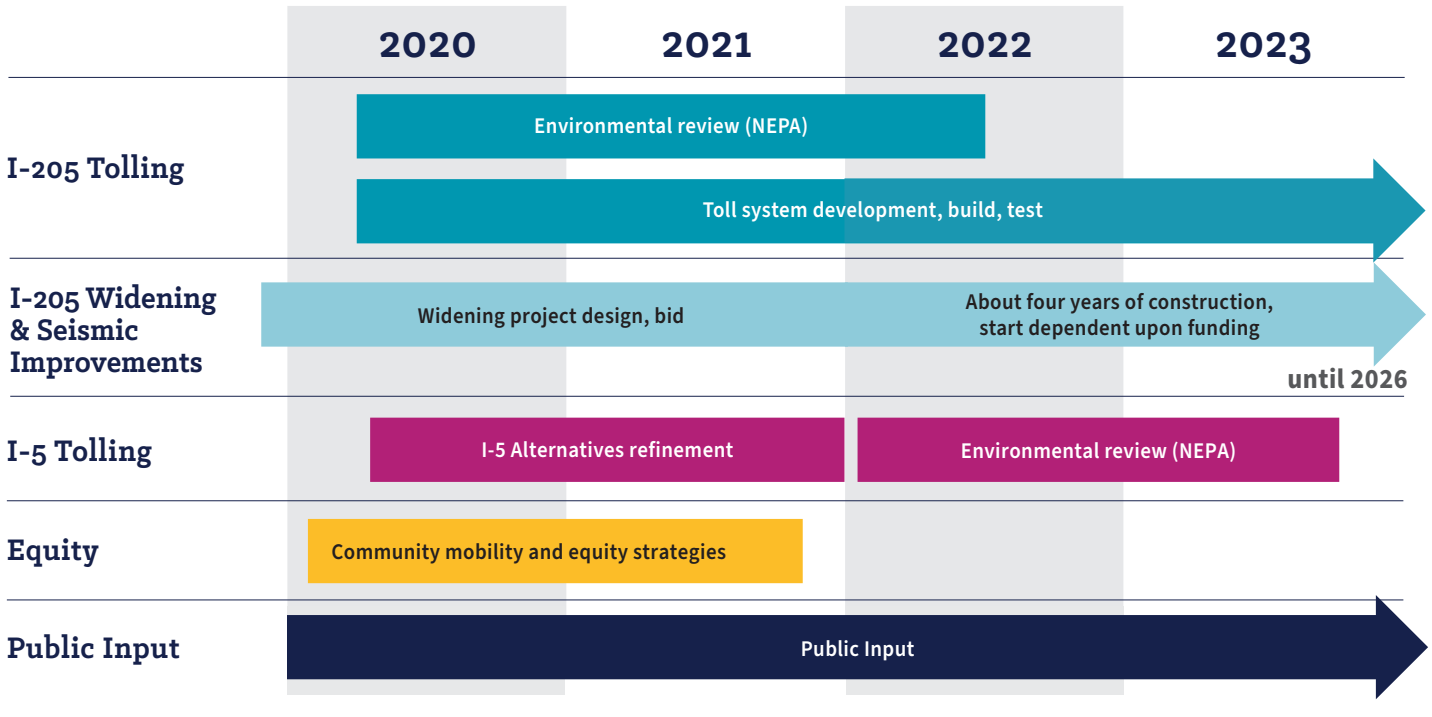 2020 2021 2022 2023
I-205 Tolling
Environmental review (NEPA)
Toll system development, build, test
I-205 Widening
& Seismic
Improvements
Widening project design, bid
About four years of construction,
start dependent upon funding
until 2026
I-5 Tolling
I-5 Alternatives refinement
Environmental review (NEPA)
Equity
Community mobility and equity strategies
Public Input
Public Input